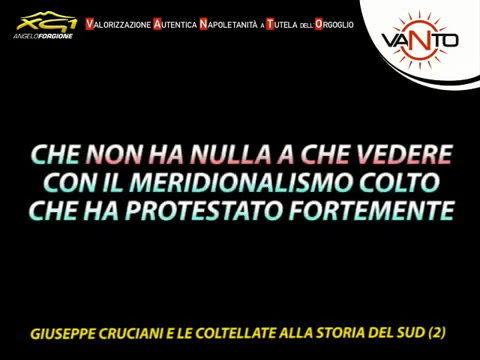 XG1
ANGELOFORGIONE
VALORIZZAZIONE AUTENTICA NAPOLETANITÀ A TUTELA DELL'ORGOGLIO
VANTO
CHE NON HA NULLA A CHE VEDERE
CON IL MERIDIONALISMO COLTO
CHE HA PROTESTATO FORTEMENTE
GIUSEPPE CRUCIANI E LE COLTELLATE ALLA STORIA DEL SUD (2)